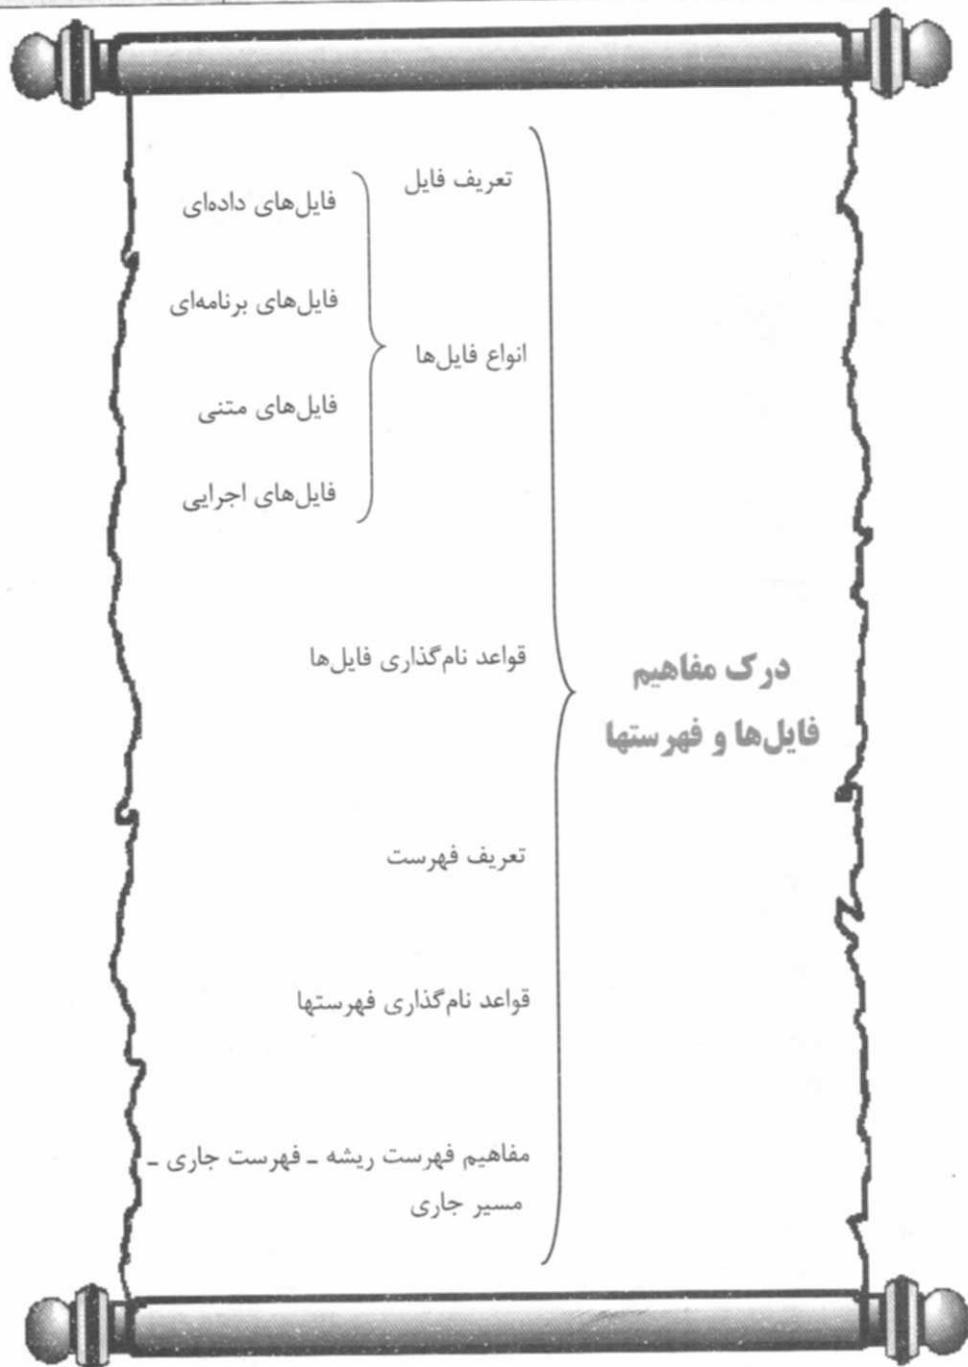 درک مفاهیم
فایل‌ها و فهرستها
تعریف فایل
انواع فایل‌ها
فایل‌های داده‌ای
فایل‌های برنامه‌ای
فایل‌های متنی
فایل‌های اجرایی
قواعد نام‌گذاری فایل‌ها
تعریف فهرست
قواعد نام‌گذاری فهرستها
مفاهیم فهرست ریشه ـ فهرست جاری ـ
مسیر جاری